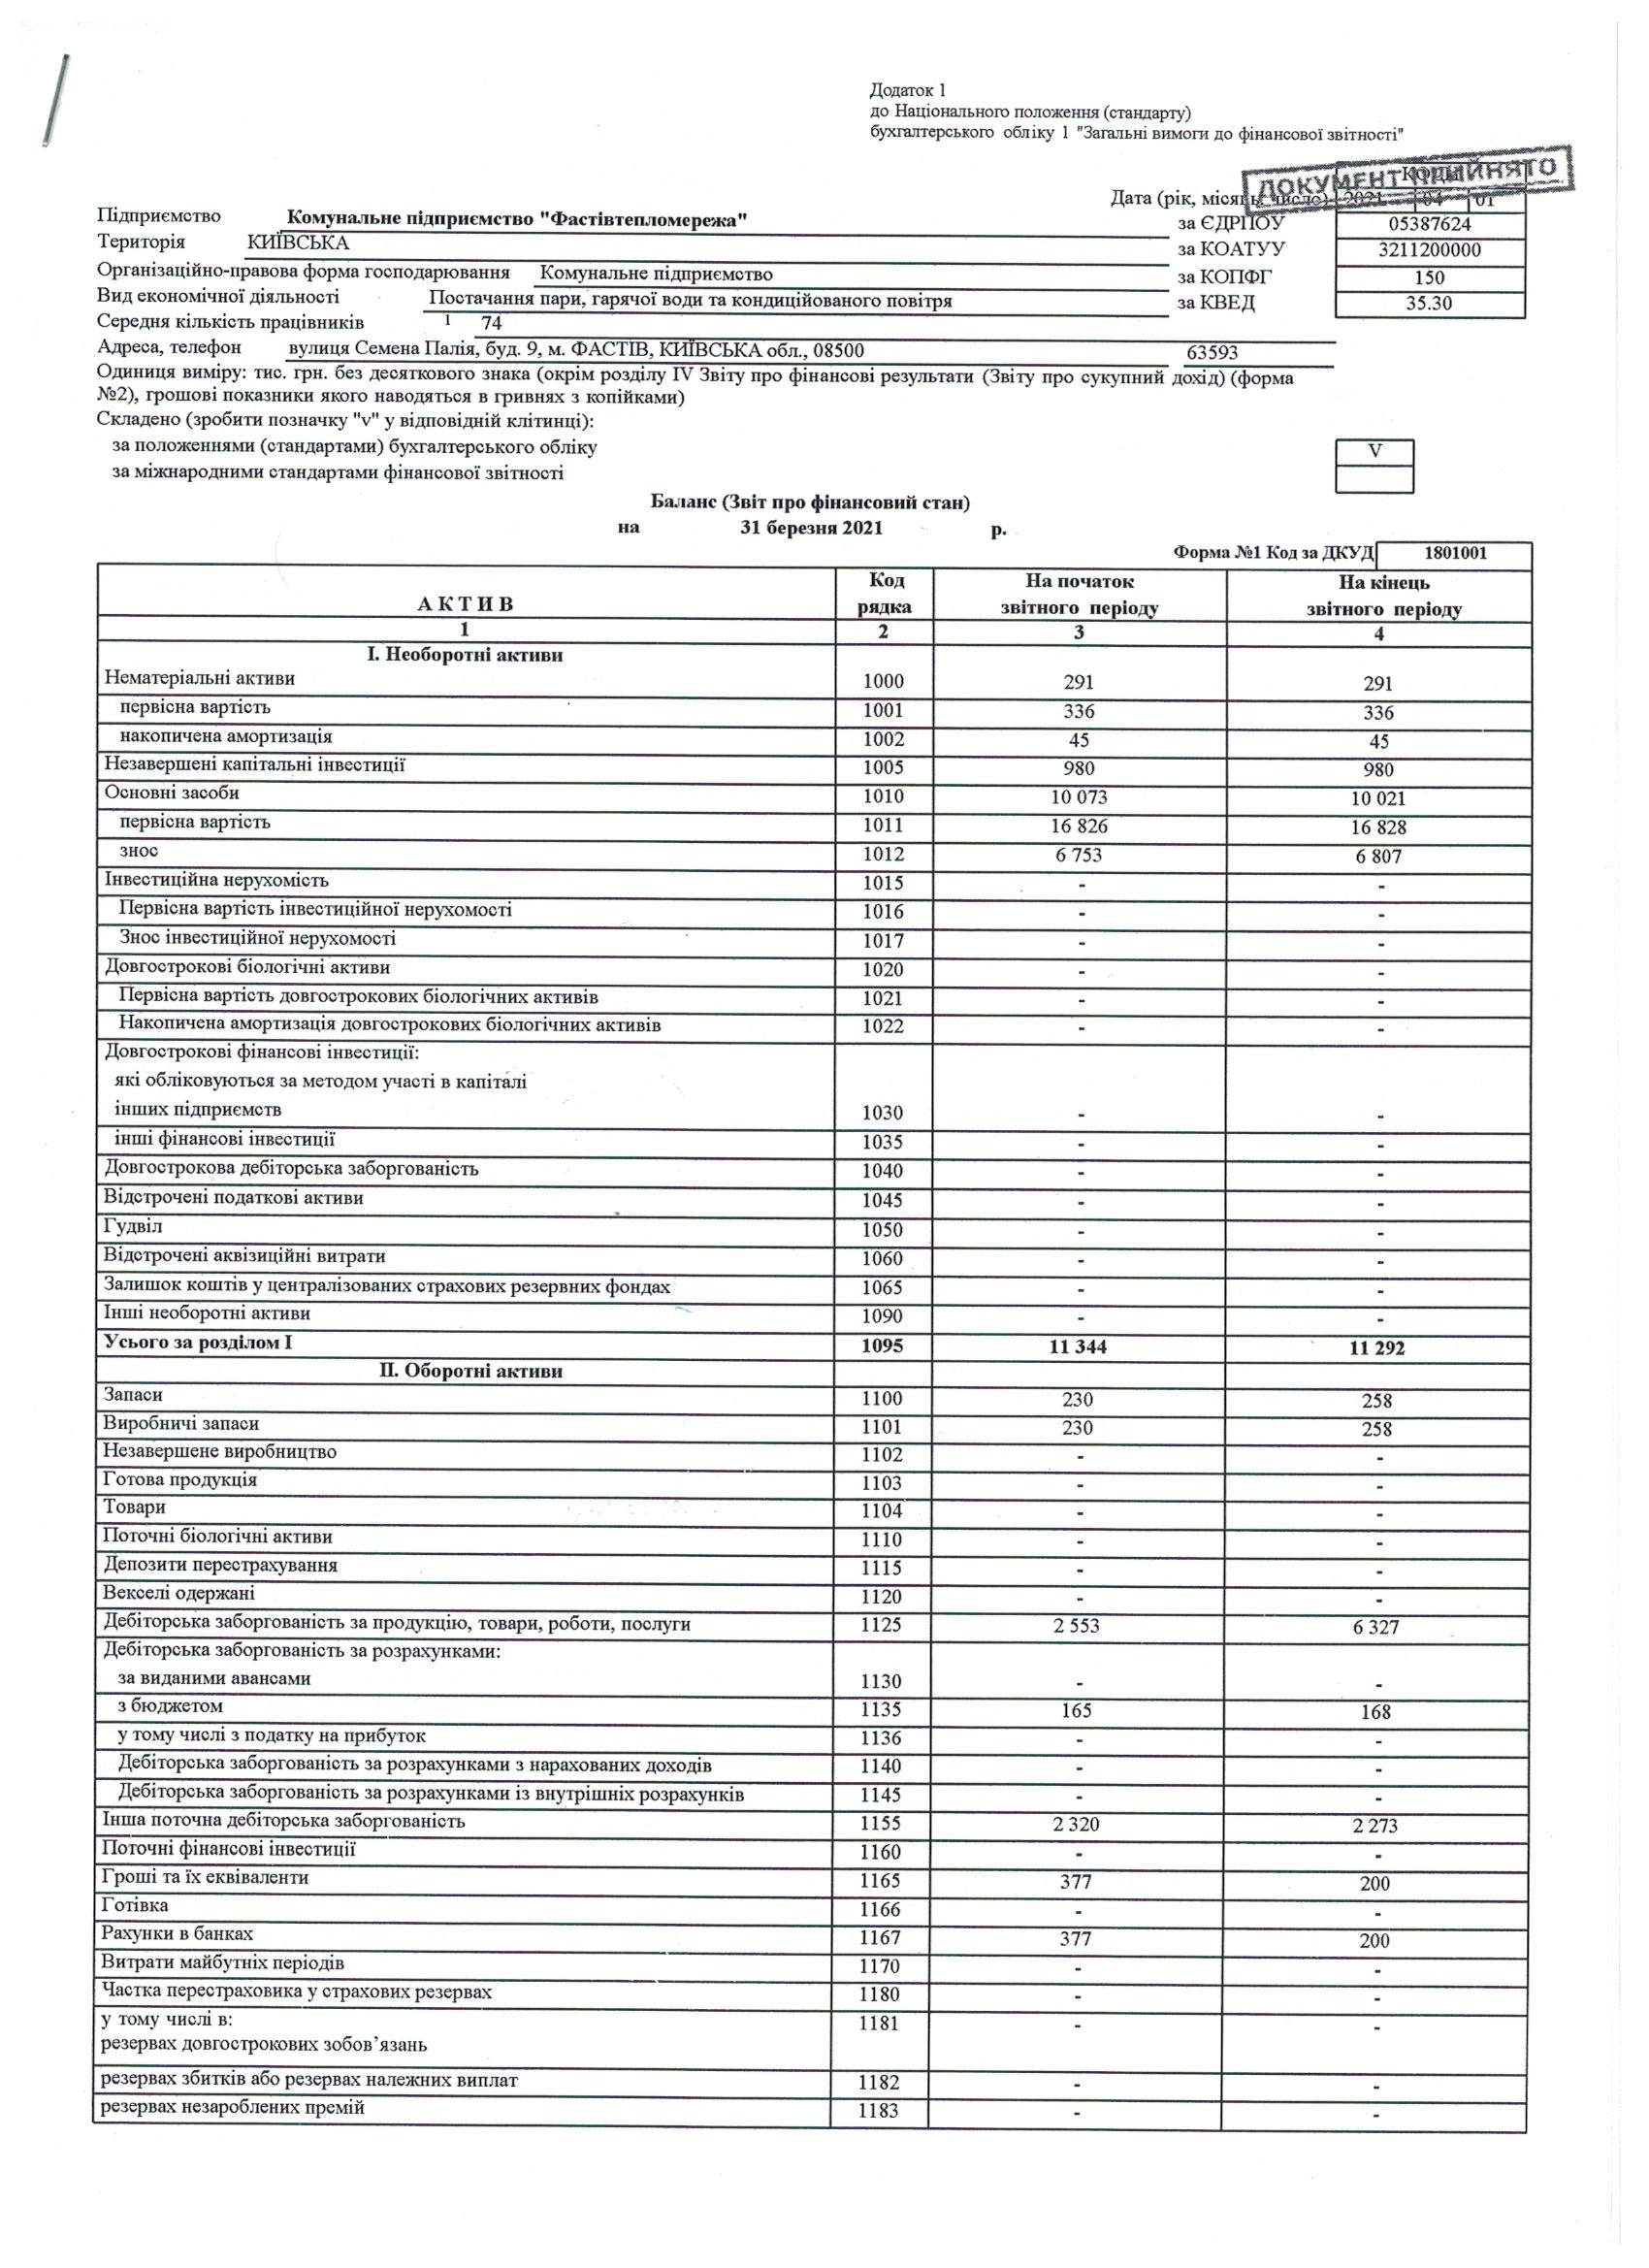 Додаток 1
до Національного положення (стандарту)
бухгалтерського обліку 1 "Загальні вимоги до фінансової звітності"
ДОКУМЕНТ ПРИЙНЯТО
КОДИ
Дата (рік, місяць, число) 2021 04 01
Підприємство Комунальне підприємство "Фастівтепломережа" за ЄДРПОУ 05387624
Територія КИЇВСЬКА за КОАТУУ 3211200000
Організаційно-правова форма господарювання Комунальне підприємство за КОПФГ 150
Вид економічної діяльності Постачання пари, гарячої води та кондиційованого повітря за КВЕД 35.30
Середня кількість працівників 1 74
Адреса, телефон вулиця Семена Палія, буд. 9, м. ФАСТІВ, КИЇВСЬКА обл., 08500 63593
Одиниця виміру: тис. грн. без десяткового знака (окрім розділу IV Звіту про фінансові результати (Звіту про сукупний дохід) (форма
№2), грошові показники якого наводяться в гривнях з копійками)
Складено (зробити позначку "v" у відповідній клітинці):
за положеннями (стандартами) бухгалтерського обліку V
за міжнародними стандартами фінансової звітності
Баланс (Звіт про фінансовий стан)
на 31 березня 2021 р.
Форма №1 Код за ДКУД 1801001
А К Т И В Код рядка На початок звітного періоду На кінець звітного періоду
1 2 3 4
І. Необоротні активи
Нематеріальні активи 1000 291 291
первісна вартість 1001 336 336
накопичена амортизація 1002 45 45
Незавершені капітальні інвестиції 1005 980 980
Основні засоби 1010 10 073 10 021
первісна вартість 1011 16 826 16 828
знос 1012 6 753 6 807
Інвестиційна нерухомість 1015 - -
Первісна вартість інвестиційної нерухомості 1016 - -
Знос інвестиційної нерухомості 1017 - -
Довгострокові біологічні активи 1020 - -
Первісна вартість довгострокових біологічних активів 1021 - -
Накопичена амортизація довгострокових біологічних активів 1022 - -
Довгострокові фінансові інвестиції:
які обліковуються за методом участі в капіталі
інших підприємств 1030 - -
інші фінансові інвестиції 1035 - -
Довгострокова дебіторська заборгованість 1040 - -
Відстрочені податкові активи 1045 - -
Гудвіл 1050 - -
Відстрочені аквізиційні витрати 1060 - -
Залишок коштів у централізованих страхових резервних фондах 1065 - -
Інші необоротні активи 1090 - -
Усього за розділом І 1095 11 344 11 292
ІІ. Оборотні активи
Запаси 1100 230 258
Виробничі запаси 1101 230 258
Незавершене виробництво 1102 - -
Готова продукція 1103 - -
Товари 1104 - -
Поточні біологічні активи 1110 - -
Депозити перестрахування 1115 - -
Векселі одержані 1120 - -
Дебіторська заборгованість за продукцію, товари, роботи, послуги 1125 2 553 6 327
Дебіторська заборгованість за розрахунками:
за виданими авансами 1130 - -
з бюджетом 1135 165 168
у тому числі з податку на прибуток 1136 - -
Дебіторська заборгованість за розрахунками з нарахованих доходів 1140 - -
Дебіторська заборгованість за розрахунками із внутрішніх розрахунків 1145 - -
Інша поточна дебіторська заборгованість 1155 2 320 2 273
Поточні фінансові інвестиції 1160 - -
Гроші та їх еквіваленти 1165 377 200
Готівка 1166 - -
Рахунки в банках 1167 377 200
Витрати майбутніх періодів 1170 - -
Частка перестраховика у страхових резервах 1180 - -
у тому числі в: 1181 - -
резервах довгострокових зобов’язань
резервах збитків або резервах належних виплат 1182 - -
резервах незароблених премій 1183 - -